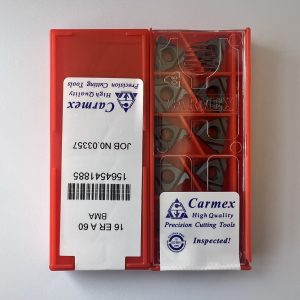 Carmex
High Quality
Precision Cutting Tools
JOB NO.03357
1564541885
16 ER A 60
BMA
CARMEX
Carmex
High Quality
Precision Cutting Tools
Inspected!